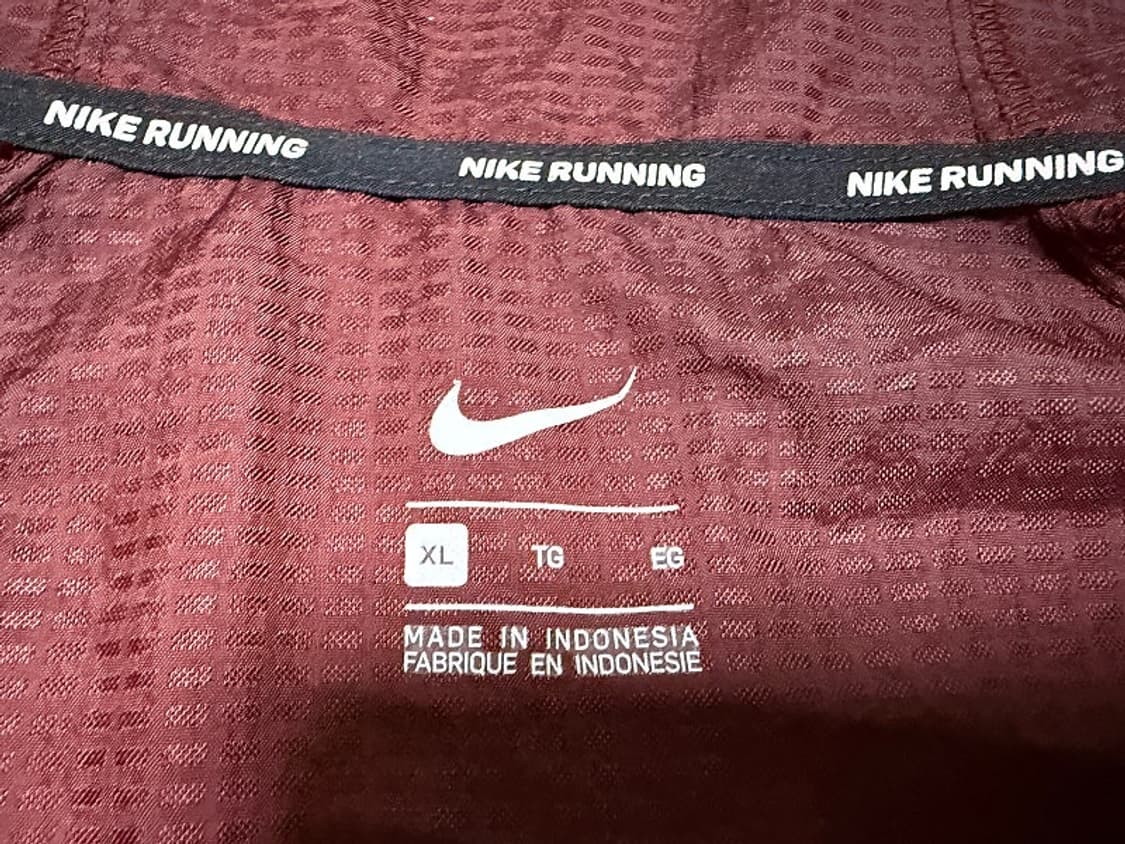 NIKE RUNNING NIKE RUNNING NIKE RUNNING
XL TG EG
MADE IN INDONESIA
FABRIQUE EN INDONESIE